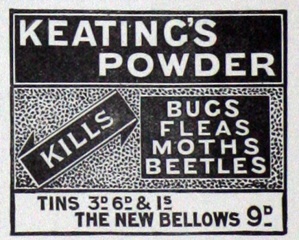 KEATING'S
POWDER
KILLS
BUGS
FLEAS
MOTHS
BEETLES
TINS 3D 6D & 1S
THE NEW BELLOWS 9D